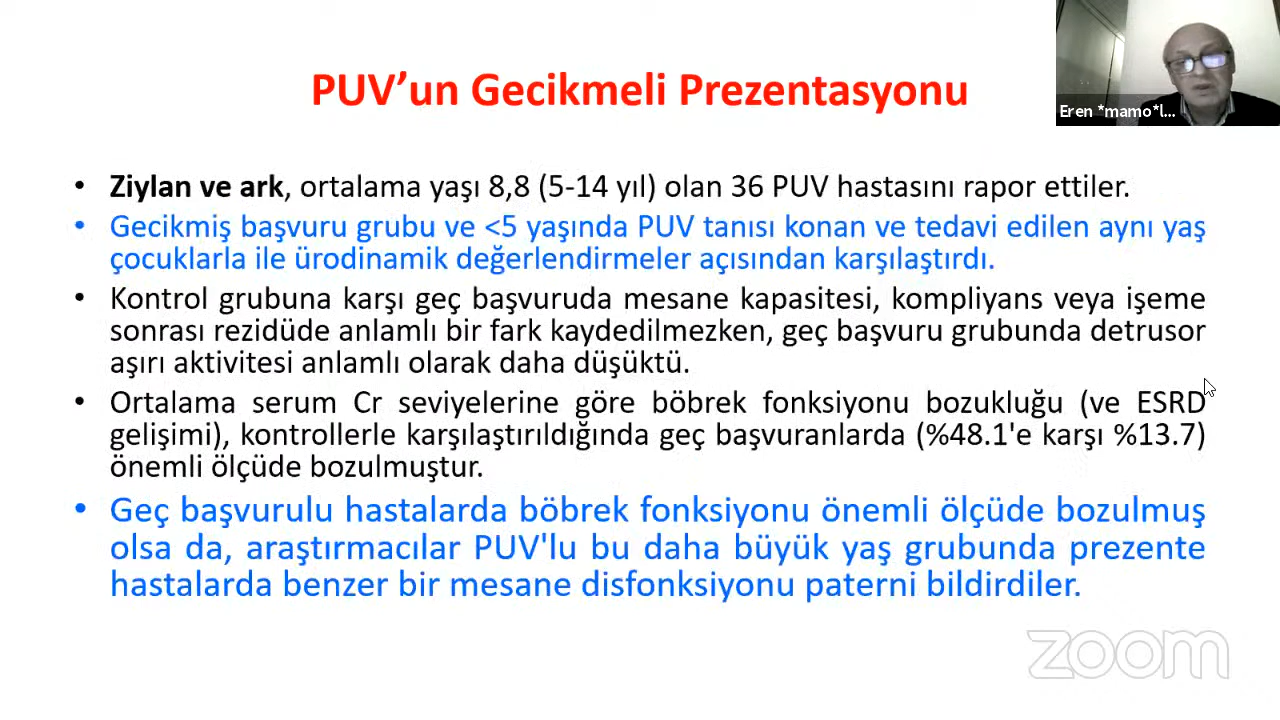 PUV’un Gecikmeli Prezentasyonu
Eren *mamo*l...
• Ziylan ve ark, ortalama yaşı 8,8 (5-14 yıl) olan 36 PUV hastasını rapor ettiler.
• Gecikmiş başvuru grubu ve <5 yaşında PUV tanısı konan ve tedavi edilen aynı yaş
çocuklarla ile ürodinamik değerlendirmeler açısından karşılaştırdı.
• Kontrol grubuna karşı geç başvuruda mesane kapasitesi, kompliyans veya işeme
sonrası rezidüde anlamlı bir fark kaydedilmezken, geç başvuru grubunda detrusor
aşırı aktivitesi anlamlı olarak daha düşüktü.
• Ortalama serum Cr seviyelerine göre böbrek fonksiyonu bozukluğu (ve ESRD
gelişimi), kontrollerle karşılaştırıldığında geç başvuranlarda (%48.1'e karşı %13.7)
önemli ölçüde bozulmuştur.
• Geç başvurulu hastalarda böbrek fonksiyonu önemli ölçüde bozulmuş
olsa da, araştırmacılar PUV'lu bu daha büyük yaş grubunda prezente
hastalarda benzer bir mesane disfonksiyonu paterni bildirdiler.
zoom